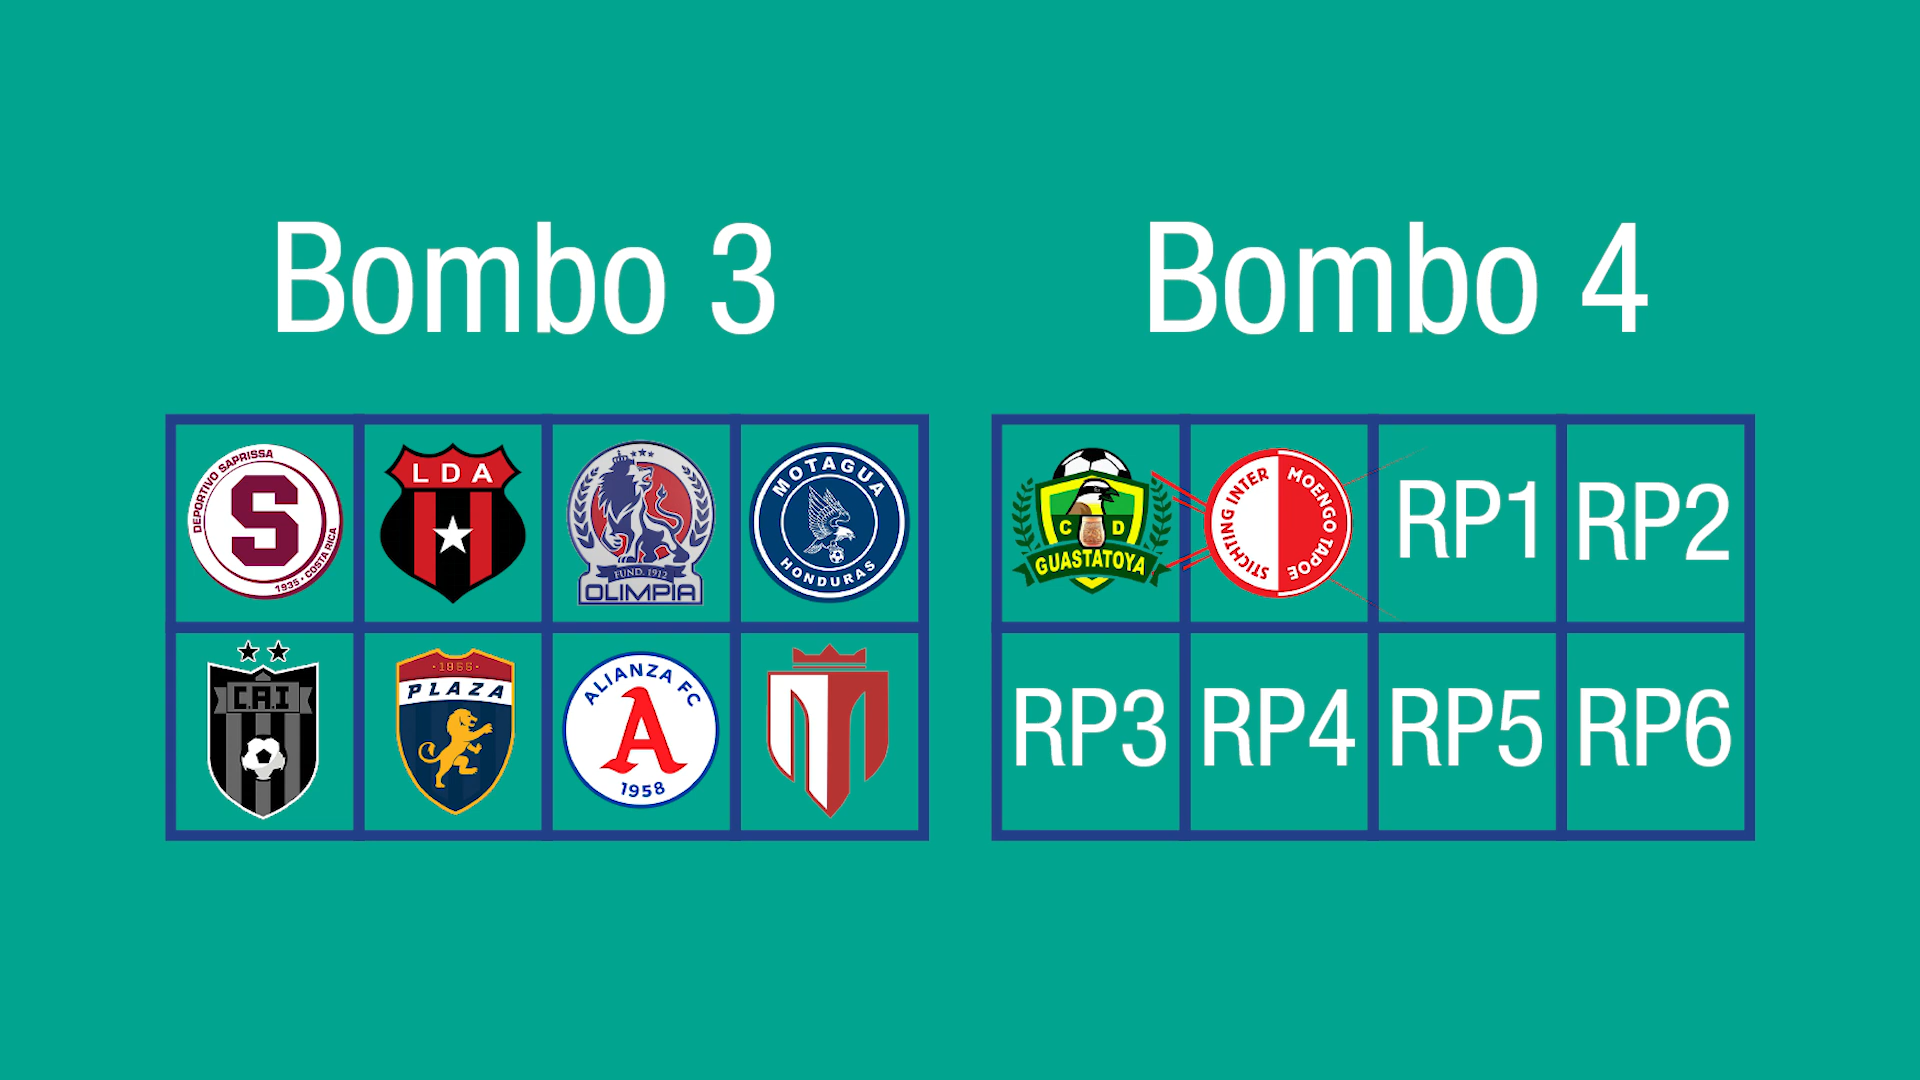 Bombo 3
Bombo 4
DEPORTIVO SAPRISSA
S
1935 · COSTA RICA
LDA
FUND. 1912
OLIMPIA
MOTAGUA
HONDURAS
C D
GUASTATOYA
STICHTING INTER
MOENGO TAPOE
RP1
RP2
C.A.I
·1955·
PLAZA
ALIANZA FC
A
1958
RP3
RP4
RP5
RP6